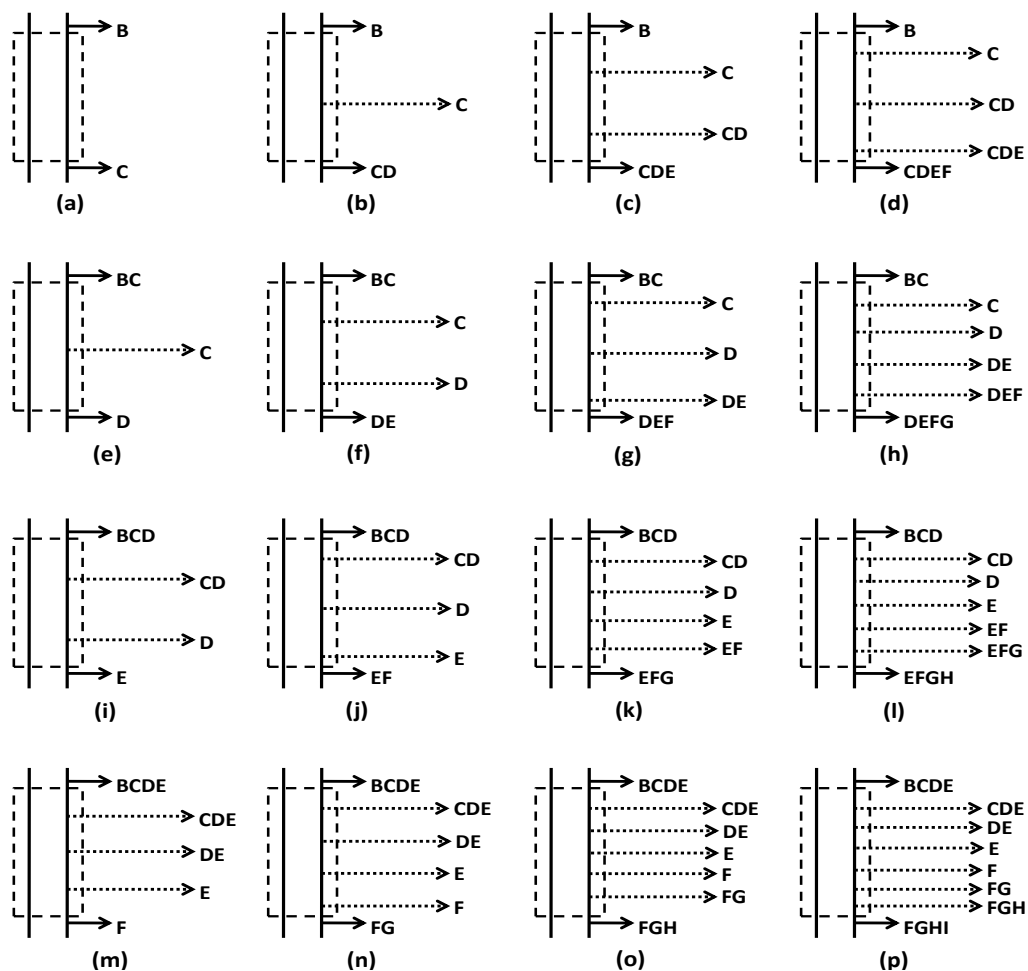 B B B B
C
C C
CD
CD
CDE
C CD CDE CDEF
(a) (b) (c) (d)
BC BC BC BC
C C
C D
C D
D DE
DE DEF
D DE DEF DEFG
(e) (f) (g) (h)
BCD BCD BCD BCD
CD CD CD
CD D
D
D E
E
D EF
E EF
EFG
E EF EFG EFGH
(i) (j) (k) (l)
BCDE BCDE BCDE BCDE
CDE CDE CDE
CDE
DE DE
DE
DE E E
E F F
E FG
FG
F FGH
F FG FGH FGHI
(m) (n) (o) (p)